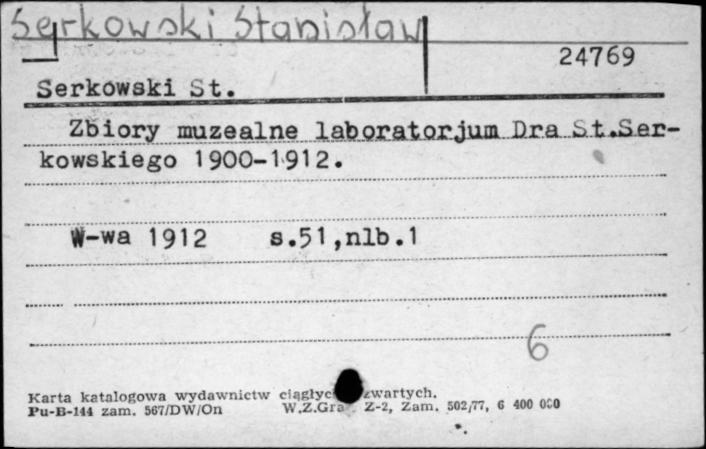 Serkowski Stanisław
24769
Serkowski St.
Zbiory muzealne laboratorjum Dra St.Ser-
kowskiego 1900-1912.
W-wa 1912 s.51,nlb.1
6
Karta katalogowa wydawnictw zwartych.
Pu-B-144 zam. 567/DW/On W.Z.Gra Z-2, Zam. 502/77, 6 400 000